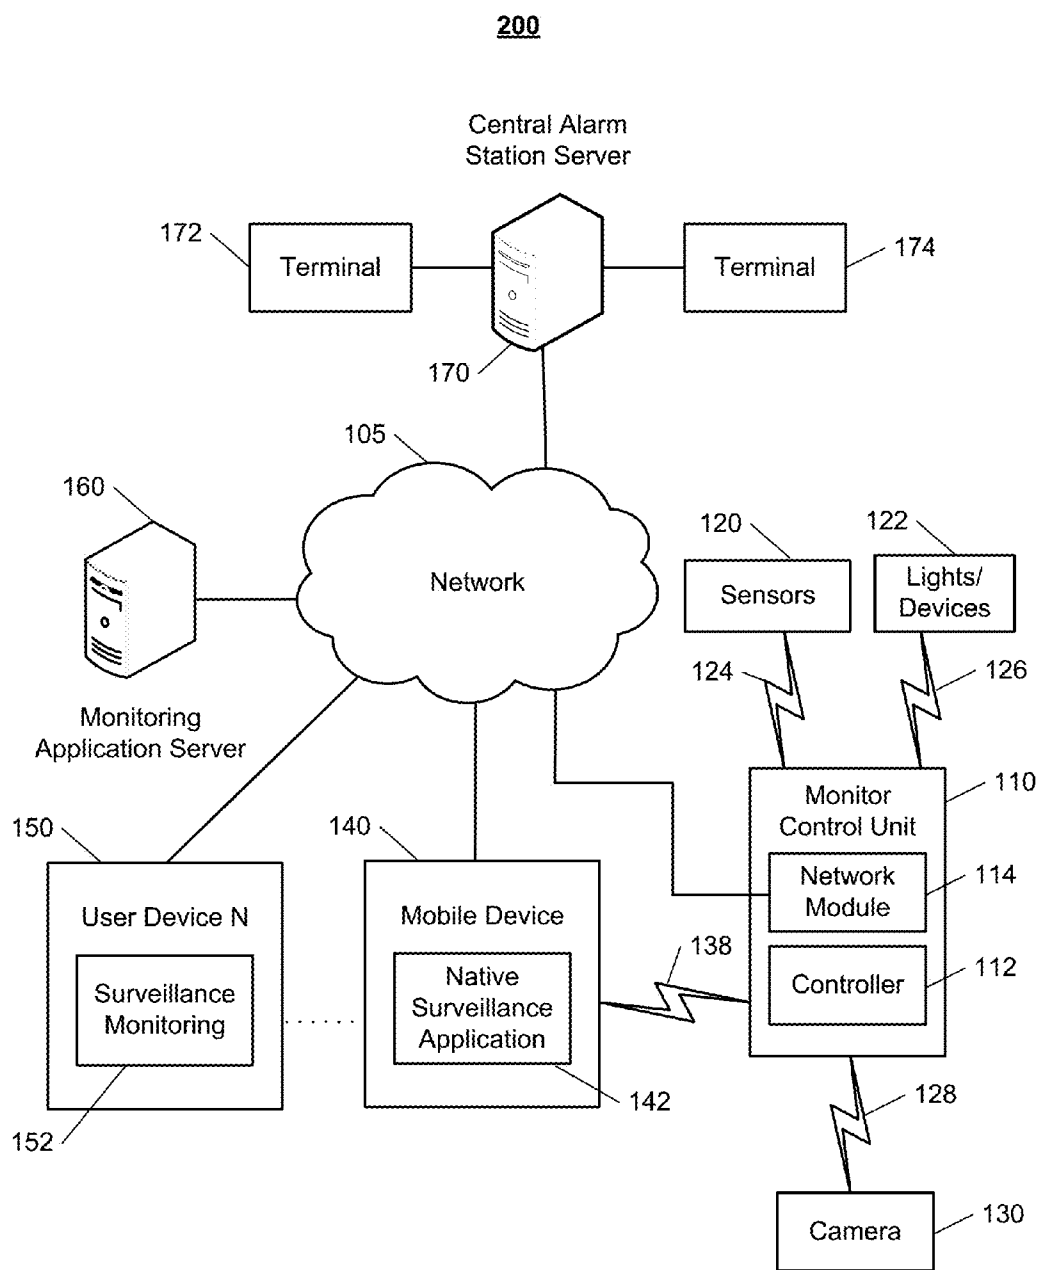 200
Central Alarm
Station Server
172
Terminal
Terminal
174
170
105
160
Network
120
122
Sensors
Lights/
Devices
124
126
Monitoring
Application Server
150
140
110
Monitor
Control Unit
User Device N
Mobile Device
Network
Module
114
Surveillance
Monitoring
Native
Surveillance
Application
138
Controller
112
152
142
128
Camera
130